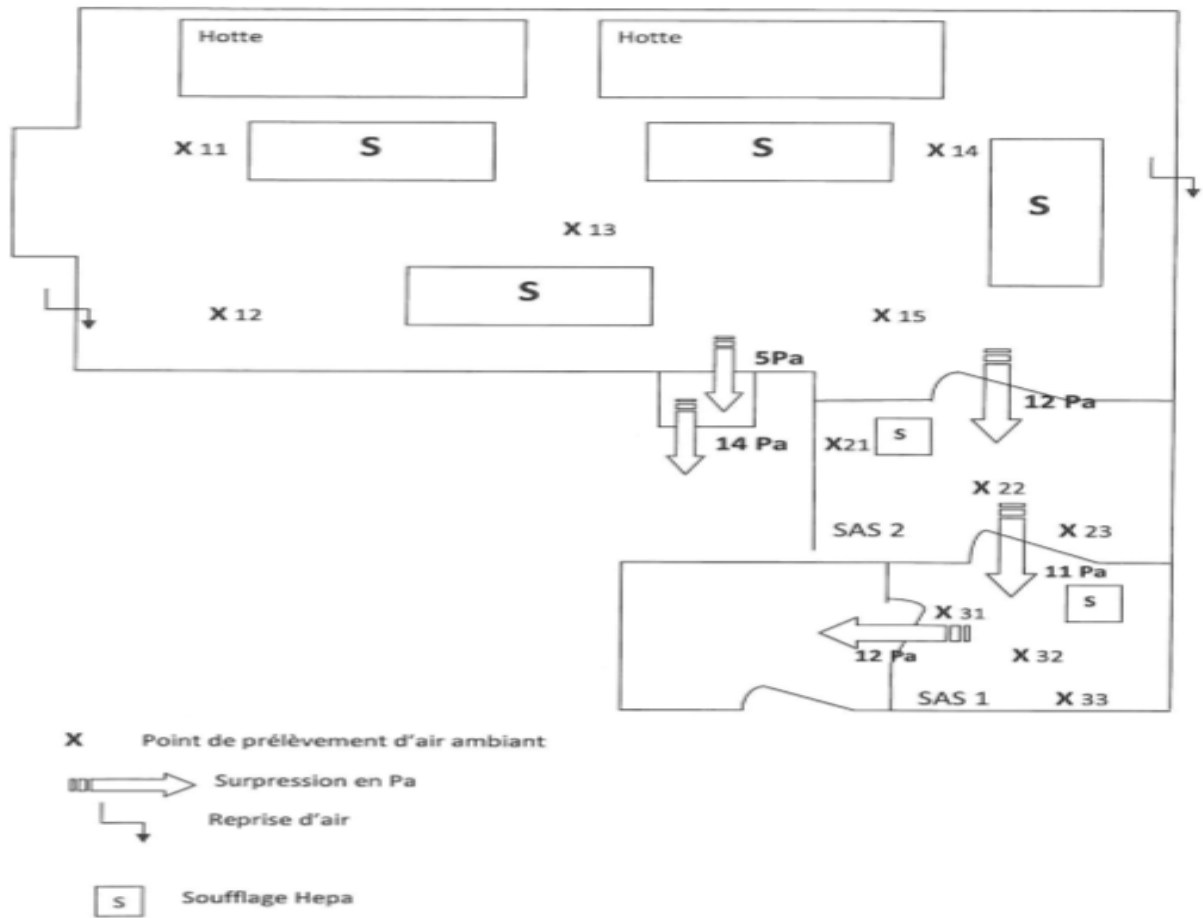 Hotte
Hotte
X 11
S
S
X 14
S
X 13
S
X 12
X 15
5Pa
12 Pa
14 Pa
X21
S
X 22
SAS 2
X 23
11 Pa
S
X 31
12 Pa
X 32
SAS 1
X 33
X Point de prélèvement d'air ambiant
Surpression en Pa
Reprise d'air
S Soufflage Hepa